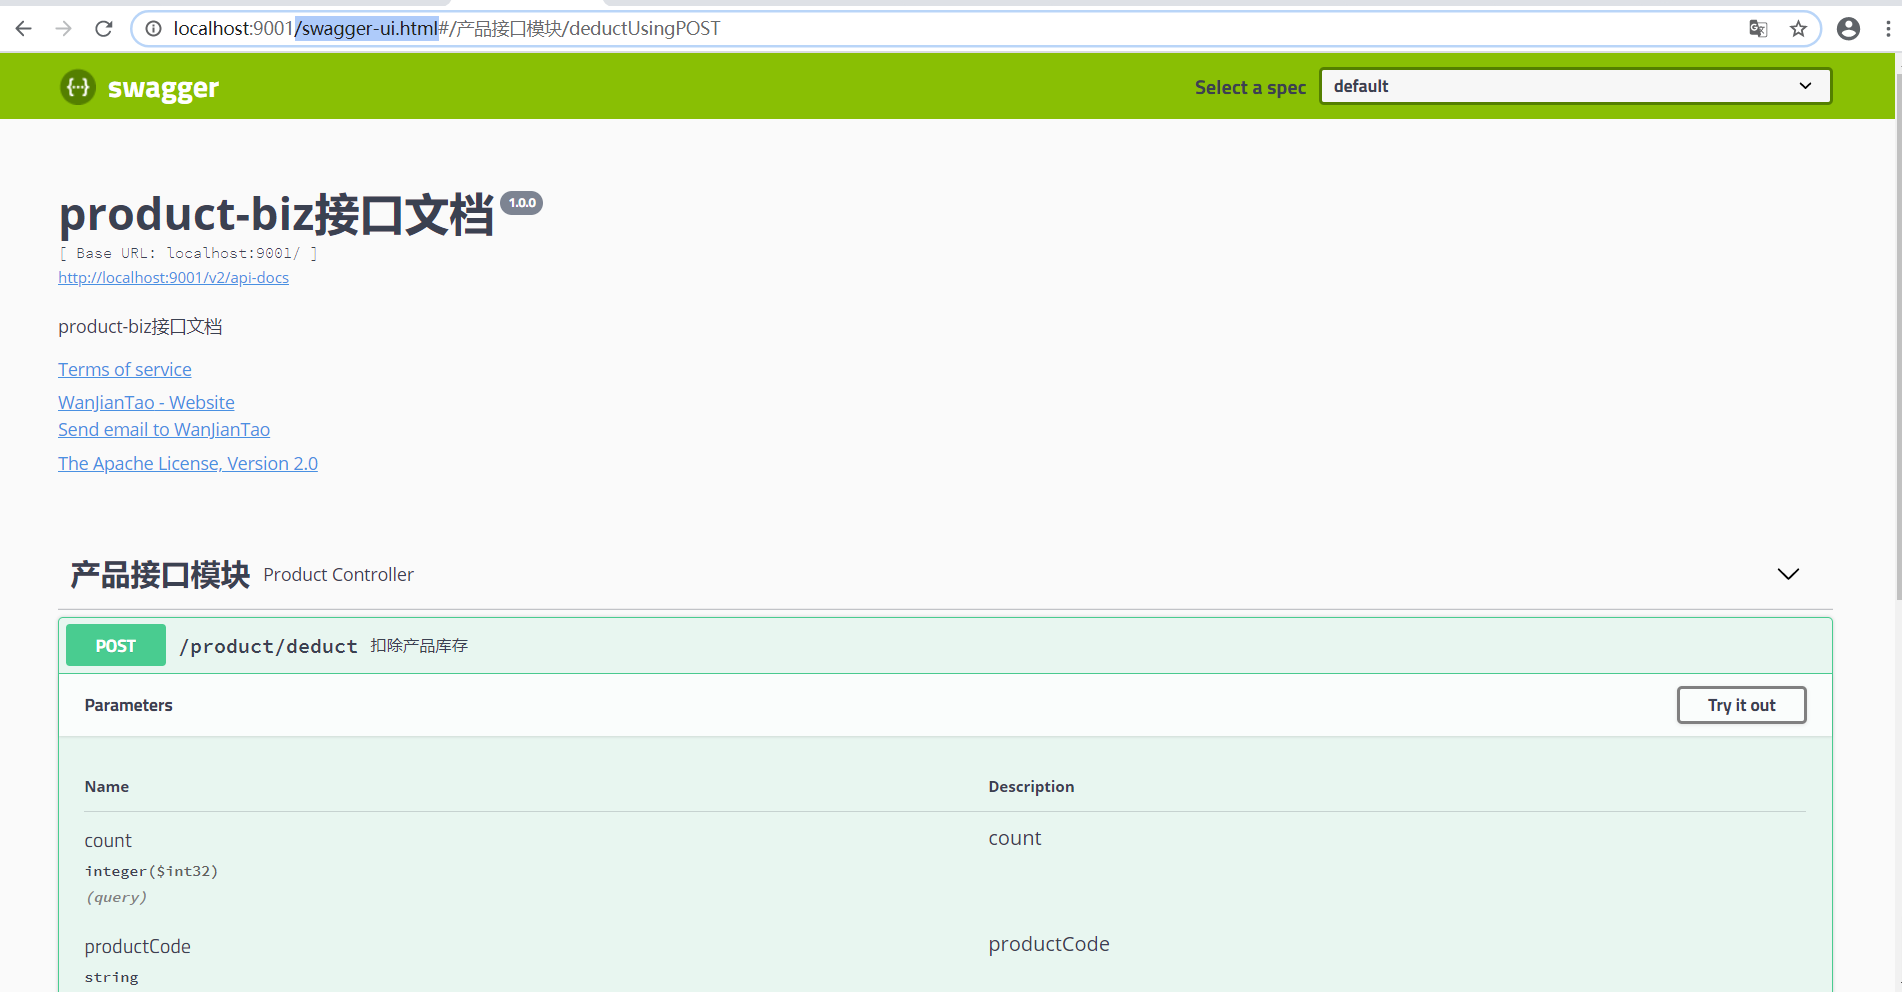 localhost:9001/swagger-ui.html#/产品接口模块/deductUsingPOST
{···} swagger
Select a spec
default
product-biz接口文档 1.0.0
[ Base URL: localhost:9001/ ]
http://localhost:9001/v2/api-docs
product-biz接口文档
Terms of service
WanJianTao - Website
Send email to WanJianTao
The Apache License, Version 2.0
产品接口模块 Product Controller
POST /product/deduct 扣除产品库存
Parameters
Try it out
Name
Description
count
count
integer($int32)
(query)
productCode
productCode
string